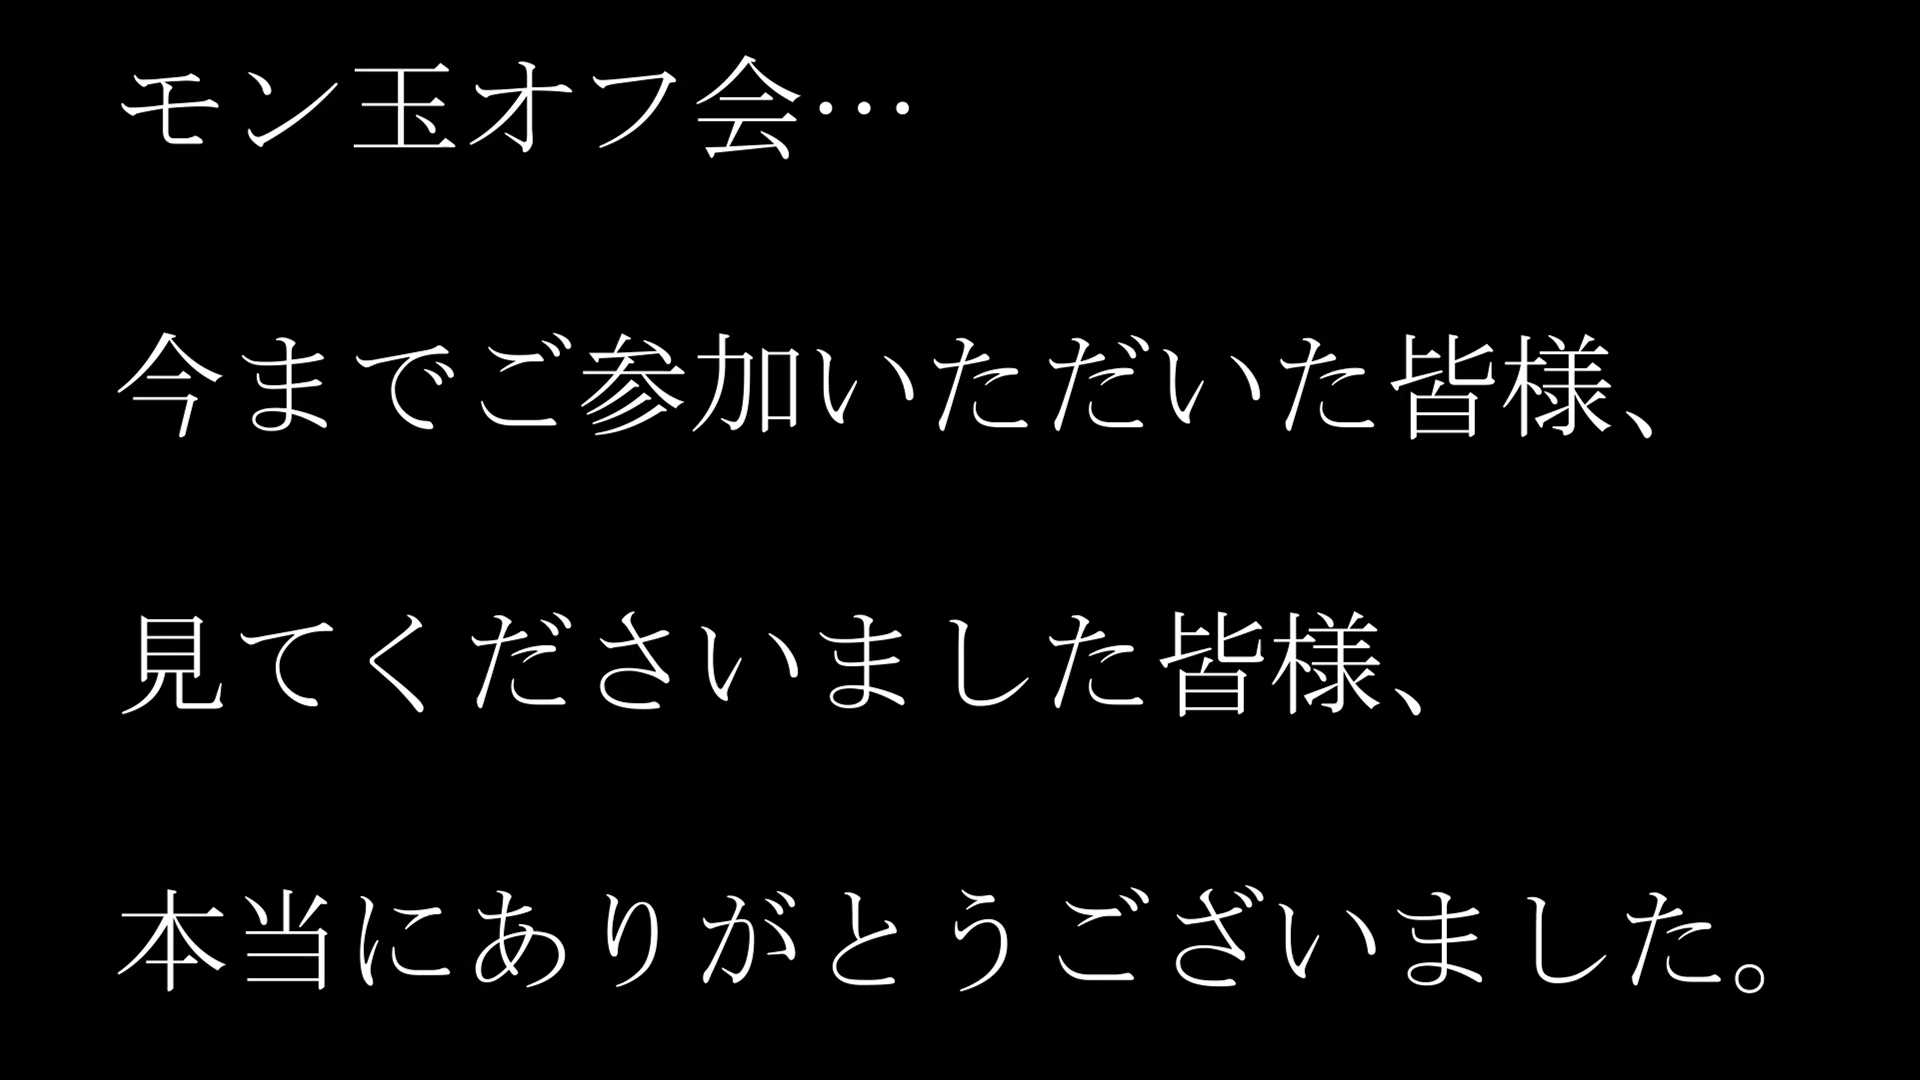 モン玉オフ会…
今までご参加いただいた皆様、
見てくださいました皆様、
本当にありがとうございました。